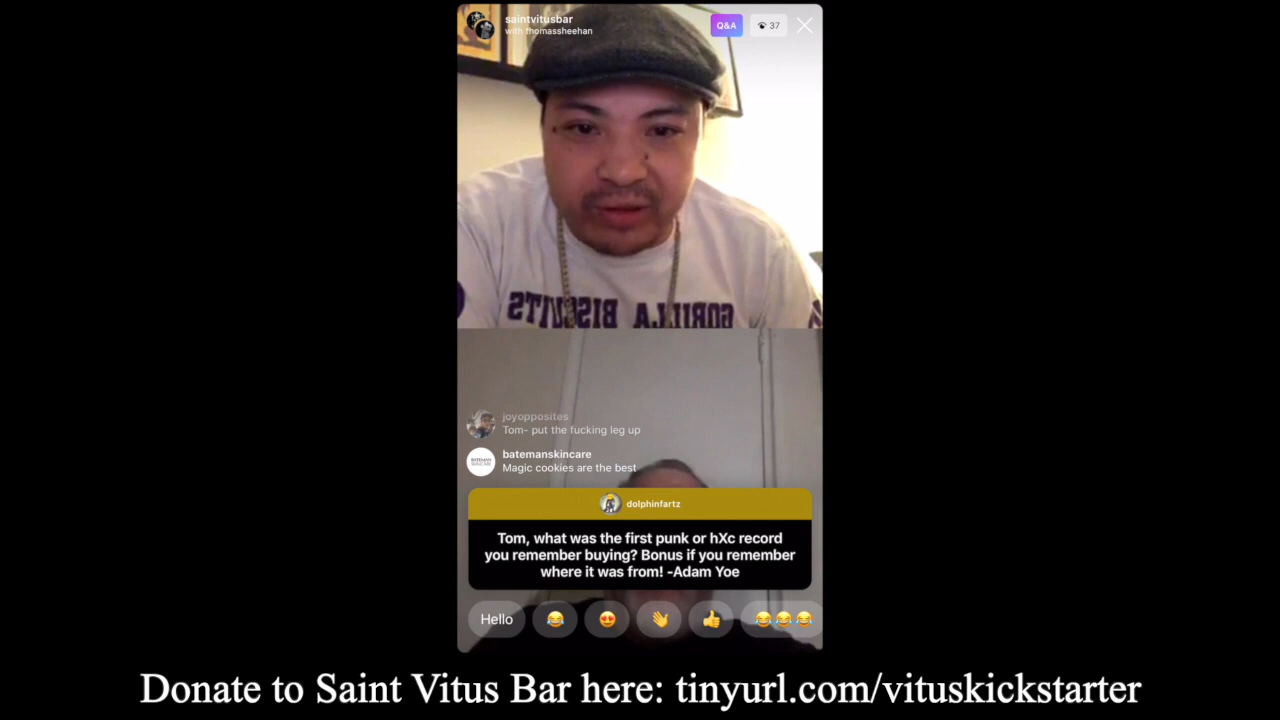 saintvitusbar
with thomassheehan
Q&A
37
GORILLA BISCUITS
joyopposites
Tom- put the fucking leg up
batemanskincare
Magic cookies are the best
BATEMAN
SKINCARE
dolphinfartz
Tom, what was the first punk or hXc record
you remember buying? Bonus if you remember
where it was from! -Adam Yoe
Hello
Donate to Saint Vitus Bar here: tinyurl.com/vituskickstarter